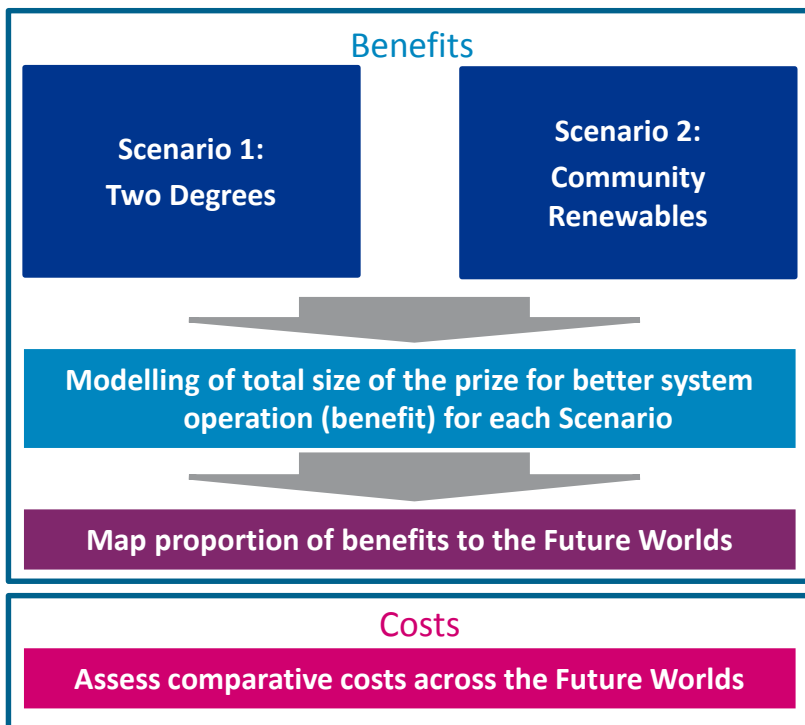 Benefits
Scenario 1:
Two Degrees
Scenario 2:
Community
Renewables
Modelling of total size of the prize for better system
operation (benefit) for each Scenario
Map proportion of benefits to the Future Worlds
Costs
Assess comparative costs across the Future Worlds